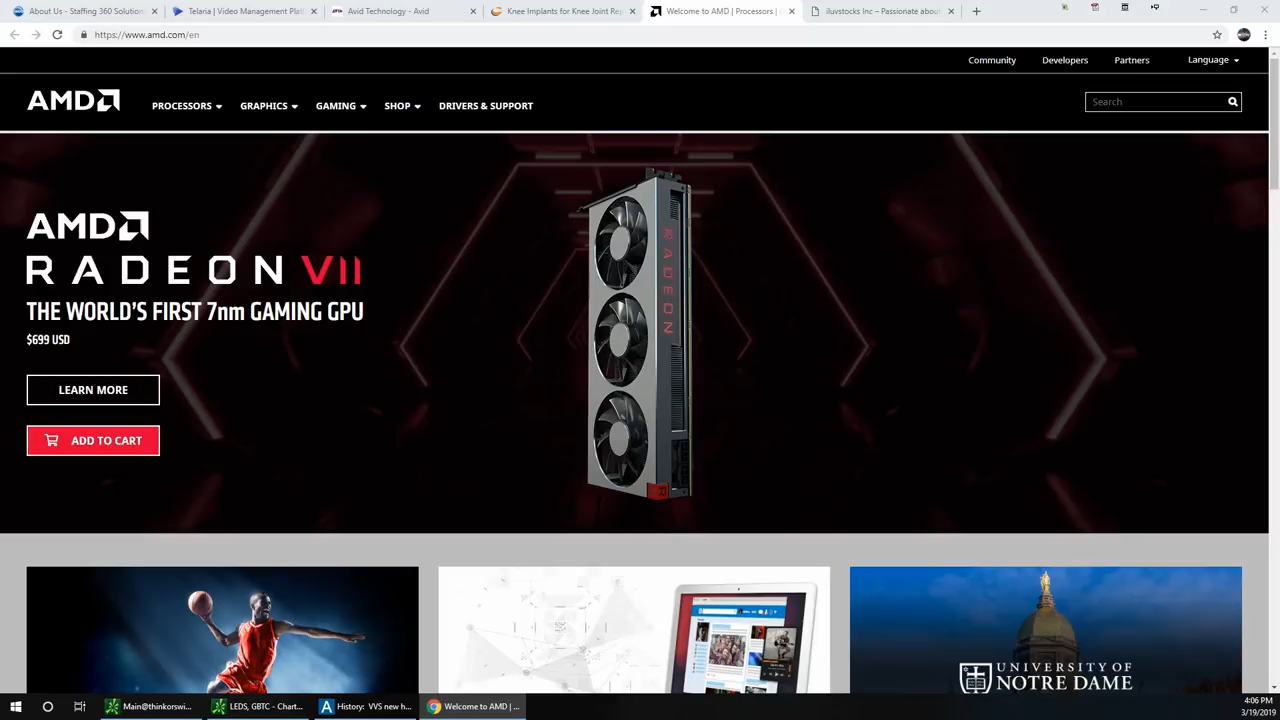 About Us - Staffing 360 Solution
Telaria | Video Management Plat
Avid Technology - Avid
Knee Implants for Knee Joint Rep
Welcome to AMD | Processors |
iluvstocks Inc – Passionate about
https://www.amd.com/en
Community
Developers
Partners
Language
AMD
PROCESSORS
GRAPHICS
GAMING
SHOP
DRIVERS & SUPPORT
Search
AMD
RADEON VII
THE WORLD'S FIRST 7nm GAMING GPU
$699 USD
LEARN MORE
ADD TO CART
RADEON
R
UNIVERSITY OF
NOTRE DAME
Main@thinkorswi...
LEDS, GBTC - Chart...
History: VVS new h...
Welcome to AMD | ...
4:06 PM
3/19/2019